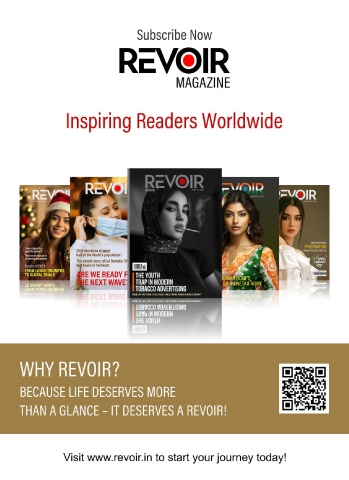 Subscribe Now
REVOIR
MAGAZINE
Inspiring Readers Worldwide
REVOIR
REVOIR
REVOIR
REVOIR
REVOIR
ARE WE READY F
THE NEXT WAVE
THE YOUTH
TRAP IN MODERN
TOBACCO ADVERTISING
WHY REVOIR?
BECAUSE LIFE DESERVES MORE
THAN A GLANCE – IT DESERVES A REVOIR!
Visit www.revoir.in to start your journey today!